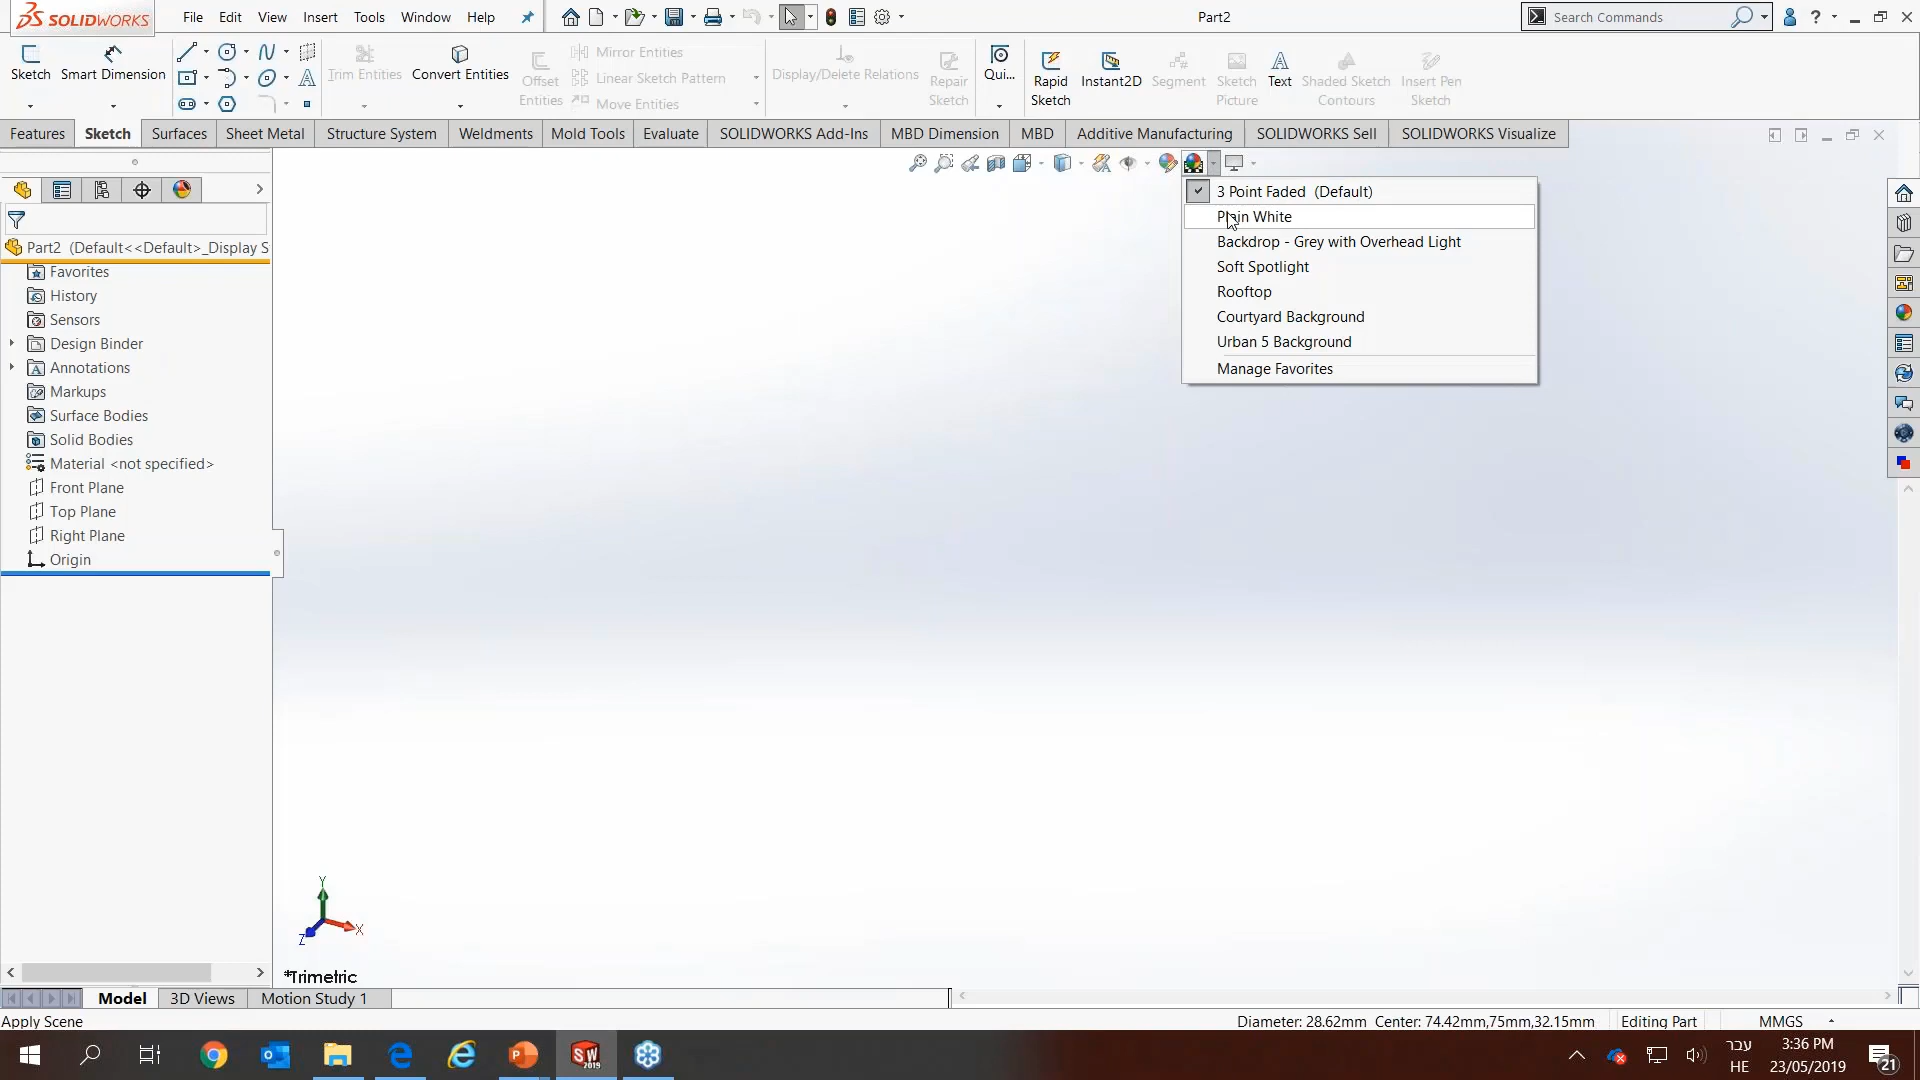 SOLIDWORKS
File Edit View Insert Tools Window Help
Part2
Search Commands
Sketch
Smart Dimension
Trim Entities
Convert Entities
Offset Entities
Mirror Entities
Linear Sketch Pattern
Move Entities
Display/Delete Relations
Repair Sketch
Qui...
Rapid Sketch
Instant2D
Segment
Sketch Picture
Text
Shaded Sketch Contours
Insert Pen Sketch
Features Sketch Surfaces Sheet Metal Structure System Weldments Mold Tools Evaluate SOLIDWORKS Add-Ins MBD Dimension MBD Additive Manufacturing SOLIDWORKS Sell SOLIDWORKS Visualize
3 Point Faded (Default)
Plain White
Backdrop - Grey with Overhead Light
Soft Spotlight
Rooftop
Courtyard Background
Urban 5 Background
Manage Favorites
Part2 (Default<<Default>_Display S
Favorites
History
Sensors
Design Binder
Annotations
Markups
Surface Bodies
Solid Bodies
Material <not specified>
Front Plane
Top Plane
Right Plane
Origin
Y
X
Z
*Trimetric
Model 3D Views Motion Study 1
Apply Scene
Diameter: 28.62mm Center: 74.42mm,75mm,32.15mm
Editing Part
MMGS
SW 2019
עבר
HE
3:36 PM
23/05/2019
21